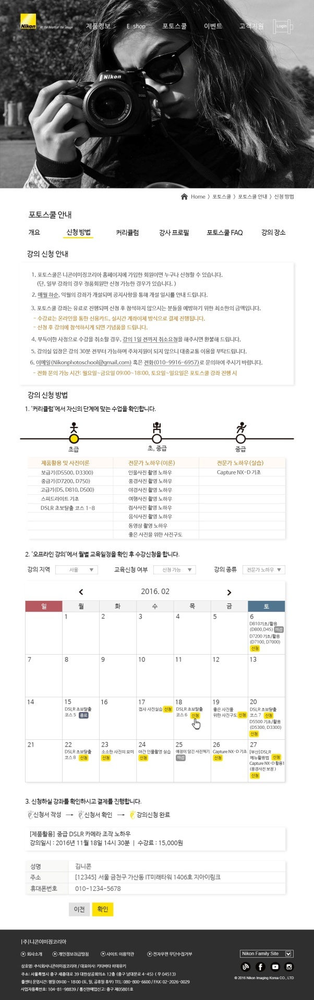 Nikon At the heart of the image 제품정보 E shop 포토스쿨 이벤트 고객지원 Login
Nikon
Home > 포토스쿨 > 포토스쿨 안내 > 신청 방법
포토스쿨 안내
개요 신청 방법 커리큘럼 강사 프로필 포토스쿨 FAQ 강의 장소
강의 신청 안내
1. 포토스쿨은 니콘이미징코리아 홈페이지에 가입한 회원이면 누구나 신청할 수 있습니다.
(단, 일부 강좌의 경우 정품회원만 신청 가능한 경우가 있습니다. )
2. 매월 하순, 익월의 강좌가 개설되며 공지사항을 통해 개설 일시를 안내 드립니다.
3. 포토스쿨 강좌는 유료로 진행되며 신청 후 참석하지 않으시는 분들을 예방하기 위한 최소한의 금액입니다.
- 수강료는 온라인을 통한 신용카드, 실시간 계좌이체 방식으로 결제 진행됩니다.
- 신청 후 강의에 참석하시게 되면 기념품을 드립니다.
4. 부득이한 사정으로 수강을 취소할 경우, 강의 1일 전까지 취소요청을 해주시면 환불해 드립니다.
5. 강의실 입장은 강의 30분 전부터 가능하며 주차지원이 되지 않으니 대중교통 이용을 부탁드립니다.
6. 이메일(Nikonphotoschool@gmail.com) 혹은 전화(010-9916-6957)로 문의하여 주시기 바랍니다.
- 전화 문의 가능 시간: 월요일~금요일 09:00~18:00, 토요일~일요일은 포토스쿨 강좌 진행 시
강의 신청 방법
1. '커리큘럼'에서 자신의 단계에 맞는 수업을 확인합니다.
초급 초, 중급 중급
제품활용 및 사진이론 전문가 노하우(이론) 전문가 노하우(실습)
보급기(D5500, D3300) 인물사진 촬영 노하우 Capture NX-D 기초
중급기(D7200, D750) 풍경사진 촬영 노하우
고급기(D5, D810, D500) 야경사진 촬영 노하우
스피드라이트 기초 여행사진 촬영 노하우
DSLR 초보탈출 코스 1-8 접사사진 촬영 노하우
음식사진 촬영 노하우
동영상 촬영 노하우
좋은 사진을 위한 사진구도
2. '오프라인 강의'에서 월별 교육일정을 확인 후 수강신청을 합니다.
강의 지역 서울 ▼ 교육신청 여부 신청 가능 ▼ 강의 종류 전문가 노하우 ▼
< 2016. 02 >
일 월 화 수 목 금 토
1 2 3 4 5 6
D810기초/활용
(D800,D4S) 마감
D7200 기초/활용
(D7100, D7000)
신청
7 8 9 10 11 12 13
14 15 16 17 18 19 20
DSLR 초보탈출
코스 5 종료
접사 사진실습 신청
DSLR 초보탈출
코스 6 신청
좋은 사진을
위한 사진구도 신청
DSLR 초보탈출
코스 7 신청
D5500 기초/활용
(D5300, D3300)
신청
21 22 23 24 25 26 27
DSLR 초보탈출
코스 8 신청
소소한 사진의 묘미
신청
야간 인물촬영 실습
신청
애정이 담긴 사진찍기
마감
Capture NX-D 기초
신청
[부산]DSLR
메뉴활용법 신청
Capture NX-D 활용1
(풍경사진 보정 )
신청
3. 신청하실 강좌를 확인하시고 결제를 진행합니다.
신청서 작성 → 신청서 확인 → 강의신청 완료
[제품활용] 중급 DSLR 카메라 조작 노하우
강의일시 : 2016년 11월 18일 14시 30분 | 수강료 : 15,000원
성명 김니콘
주소 [12345] 서울 금천구 가산동 IT미래타워 1406호 지아이링크
휴대폰번호 010-1234-5678
이전 확인
|주|니콘이미징코리아
회사소개 개인정보취급방침 사이트 이용약관 전자우편 무단수집거부 Nikon Family Site
상호명: 주식회사니콘이미징코리아 / 대표이사: 키타바타 히데유키
주소: 서울특별시 중구 세종대로 39 대한상공회의소 12층 (중구 남대문로 4-45) ( 우 04513)
콜센터 운영시간: 평일 09:00 ~ 18:00 (토, 일, 공휴일 휴무) TEL: 080-800-6600 / FAX: 02-2026-0029
사업자등록번호: 104-81-98839 / 통신판매업신고: 중구 제05801호
© 2016 Nikon Imaging Korea CO., LTD